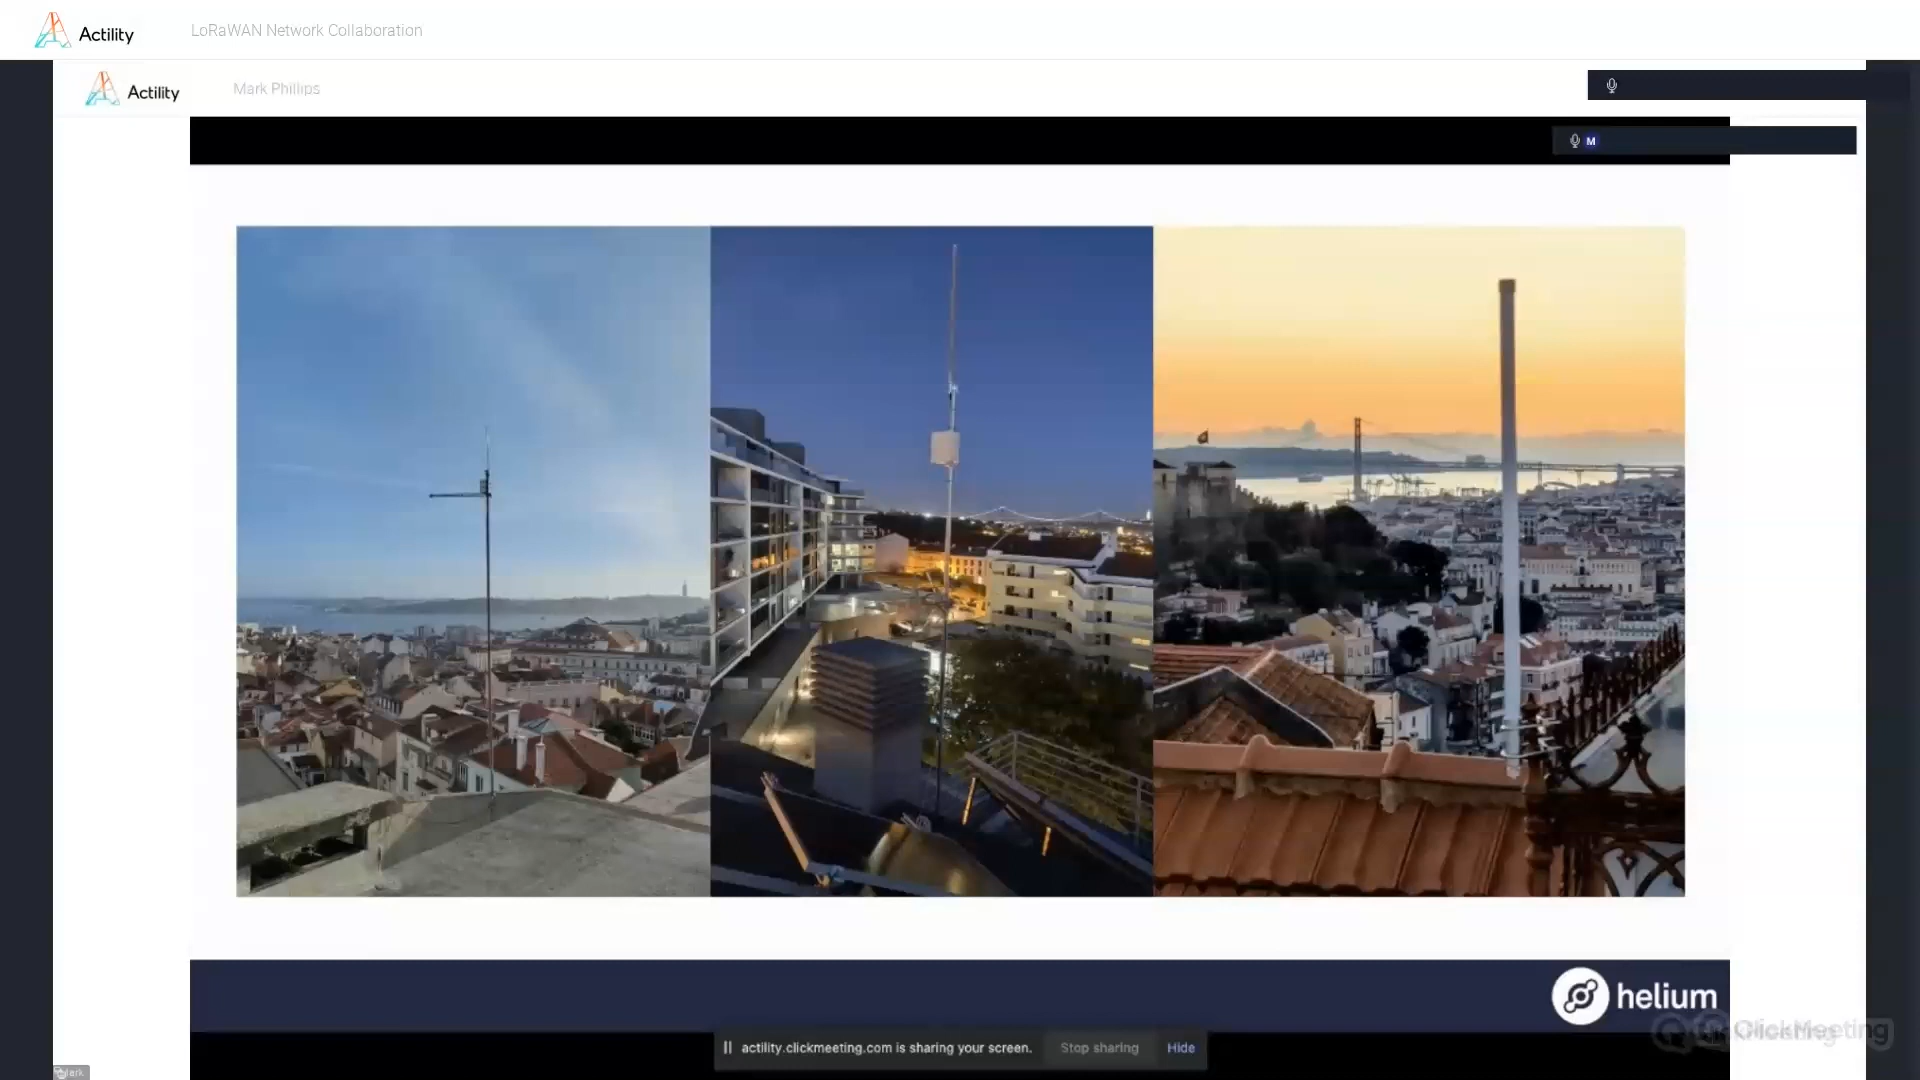 Actility
LoRaWAN Network Collaboration
Actility
Mark Phillips
M
helium
ClickMeeting
actility.clickmeeting.com is sharing your screen.
Stop sharing
Hide